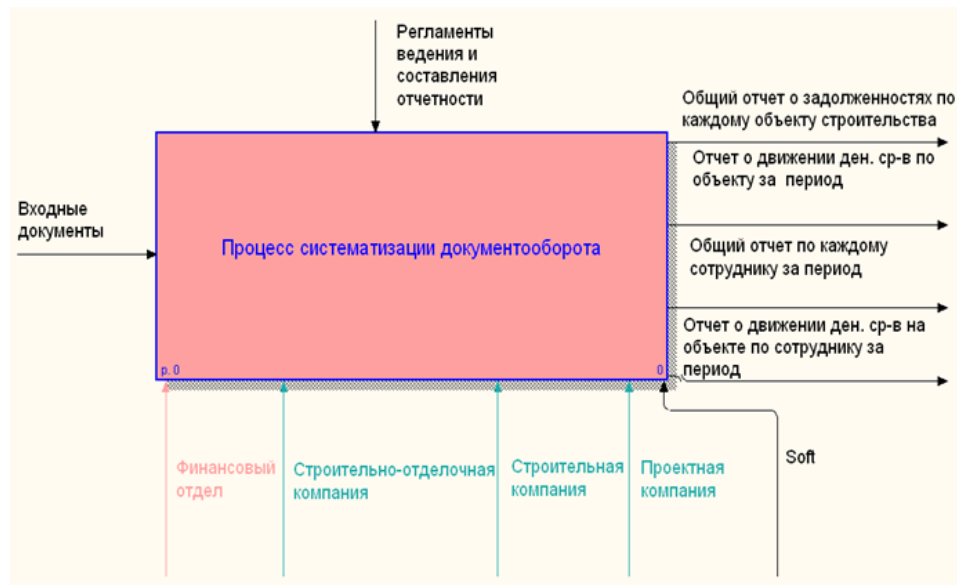 Регламенты
ведения и
составления
отчетности
Общий отчет о задолженностях по
каждому объекту строительства
Отчет о движении ден. ср-в по
объекту за период
Входные
документы
Процесс систематизации документооборота
Общий отчет по каждому
сотруднику за период
Отчет о движении ден. ср-в на
объекте по сотруднику за
период
р. 0
0
Финансовый
отдел
Строительно-отделочная
компания
Строительная
компания
Проектная
компания
Soft